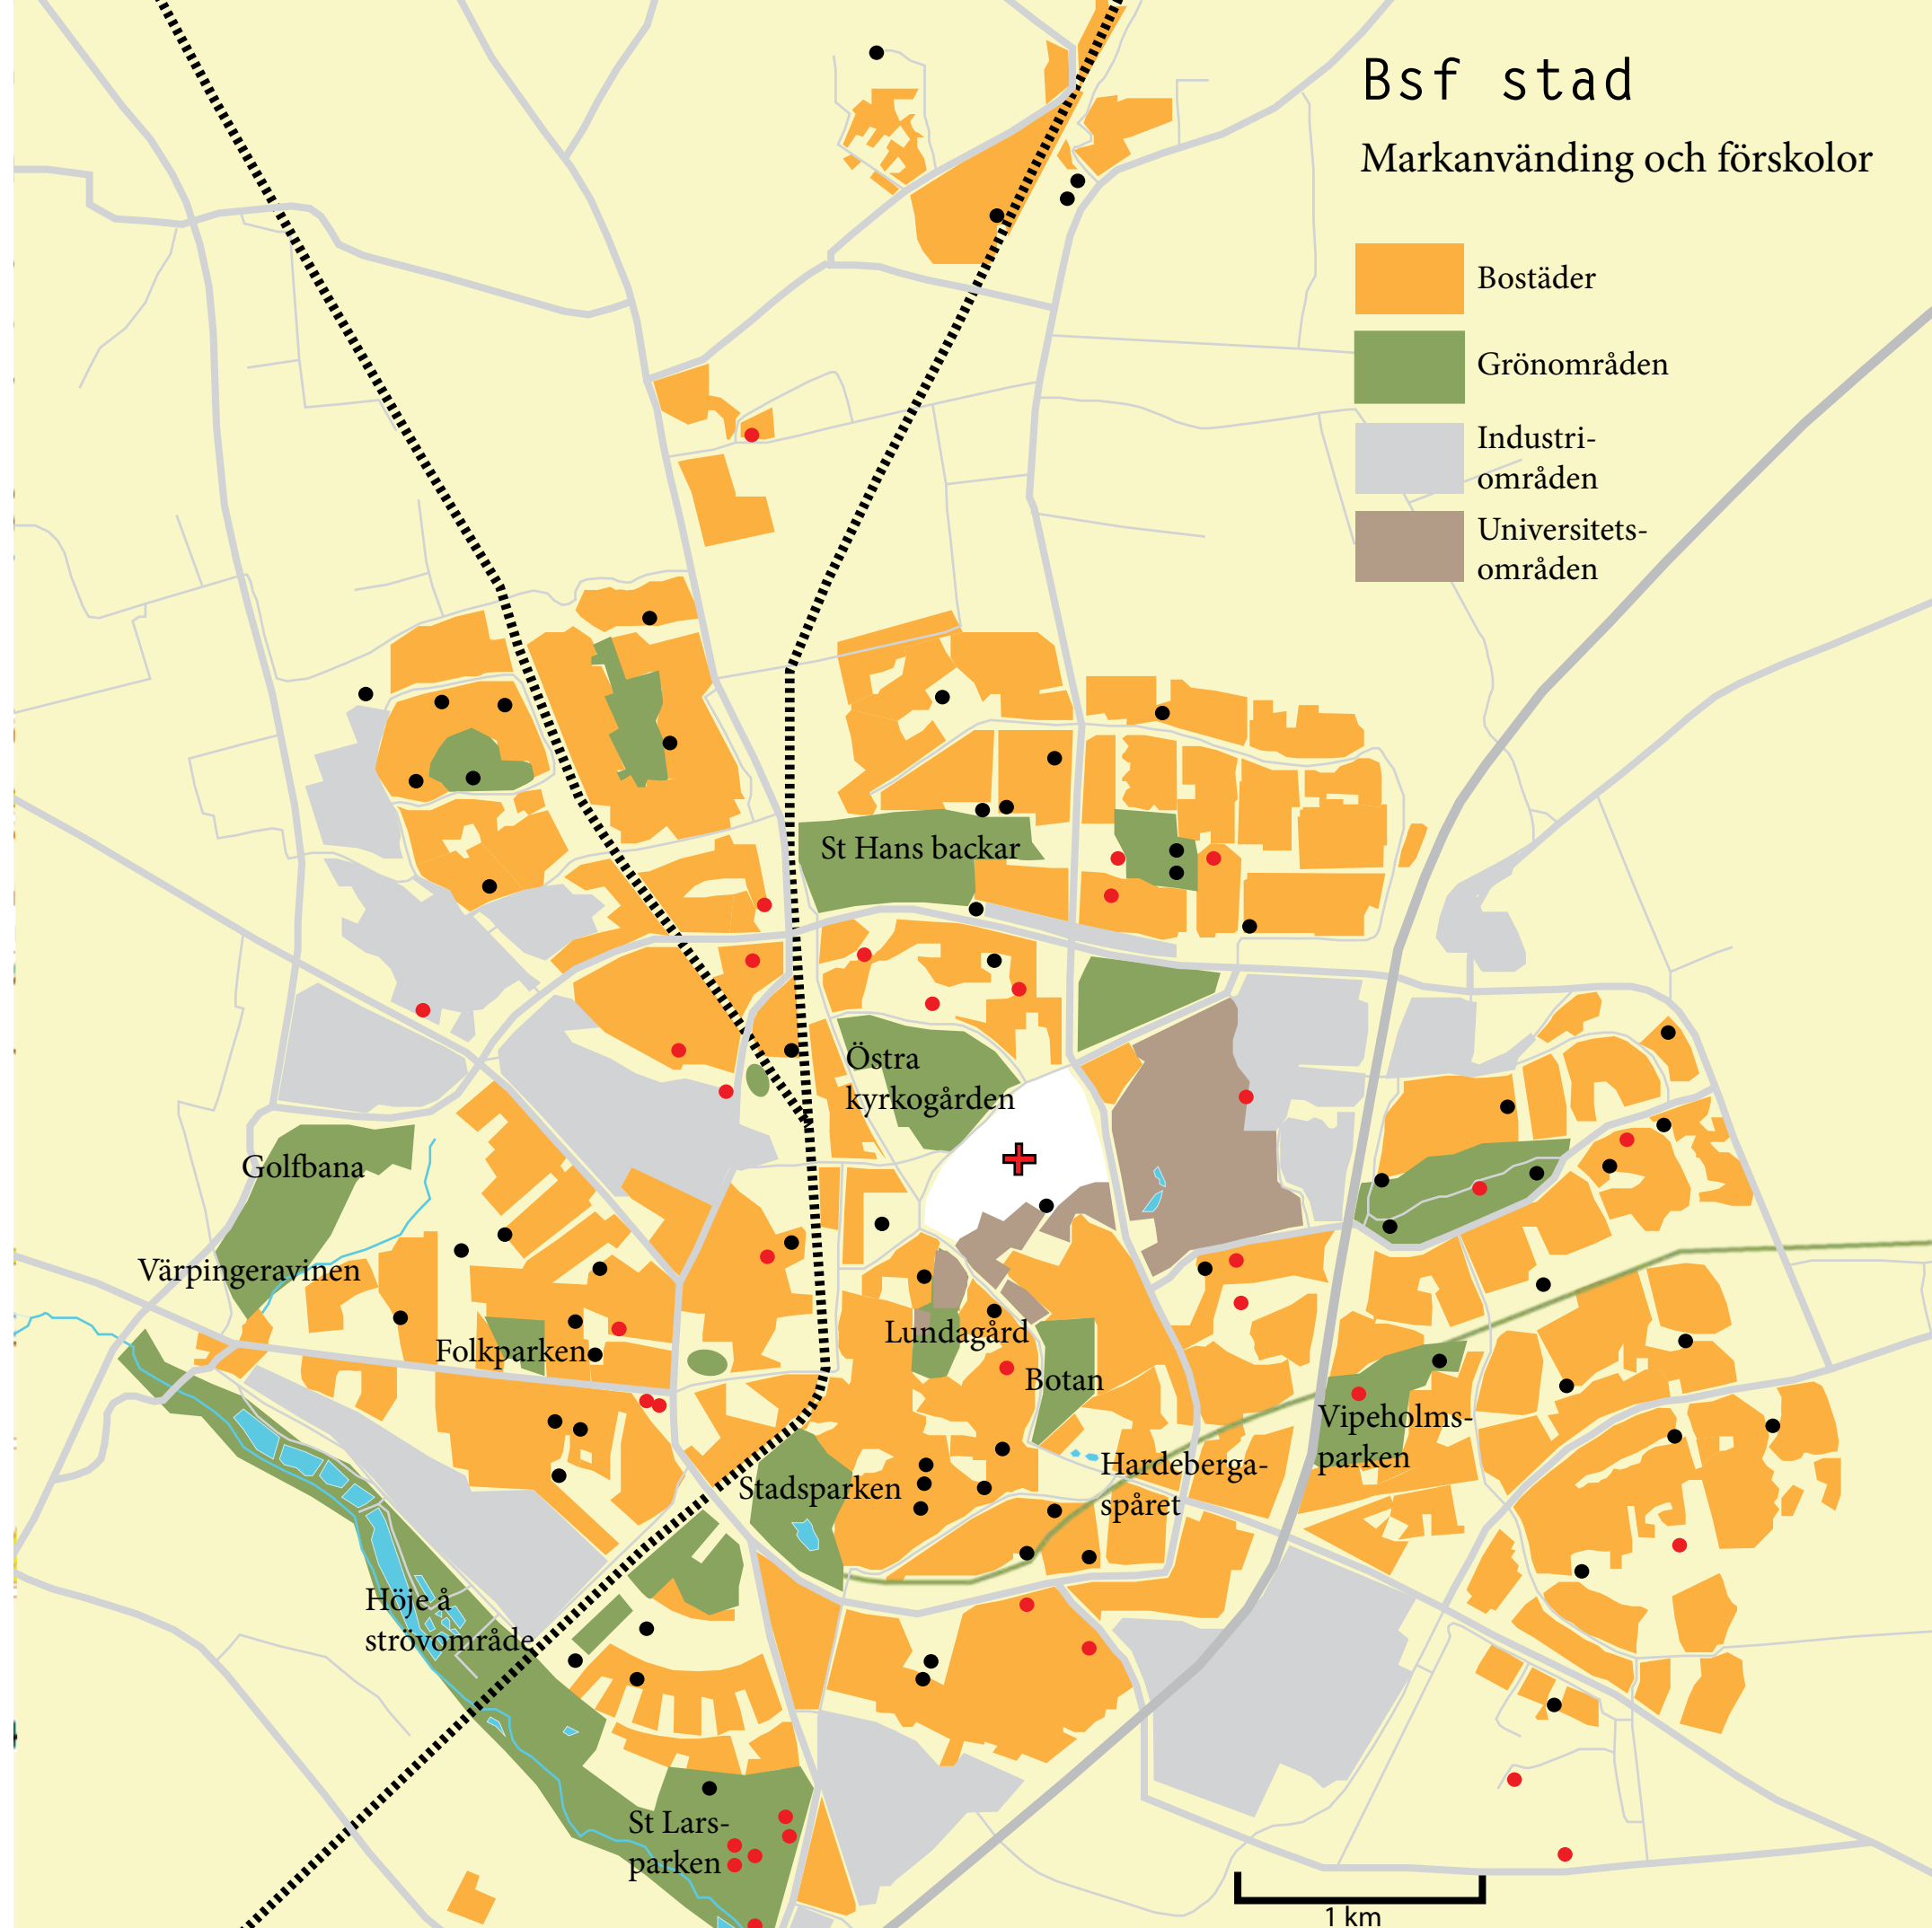 Bsf stad
Markanvänding och förskolor
Bostäder
Grönområden
Industri-
områden
Universitets-
områden
St Hans backar
Östra
kyrkogården
Golfbana
Värpingeravinen
Folkparken
Lundagård
Botan
Vipeholms-
parken
Hardeberga-
spåret
Stadsparken
Höje å
strövområde
St Lars-
parken
1 km